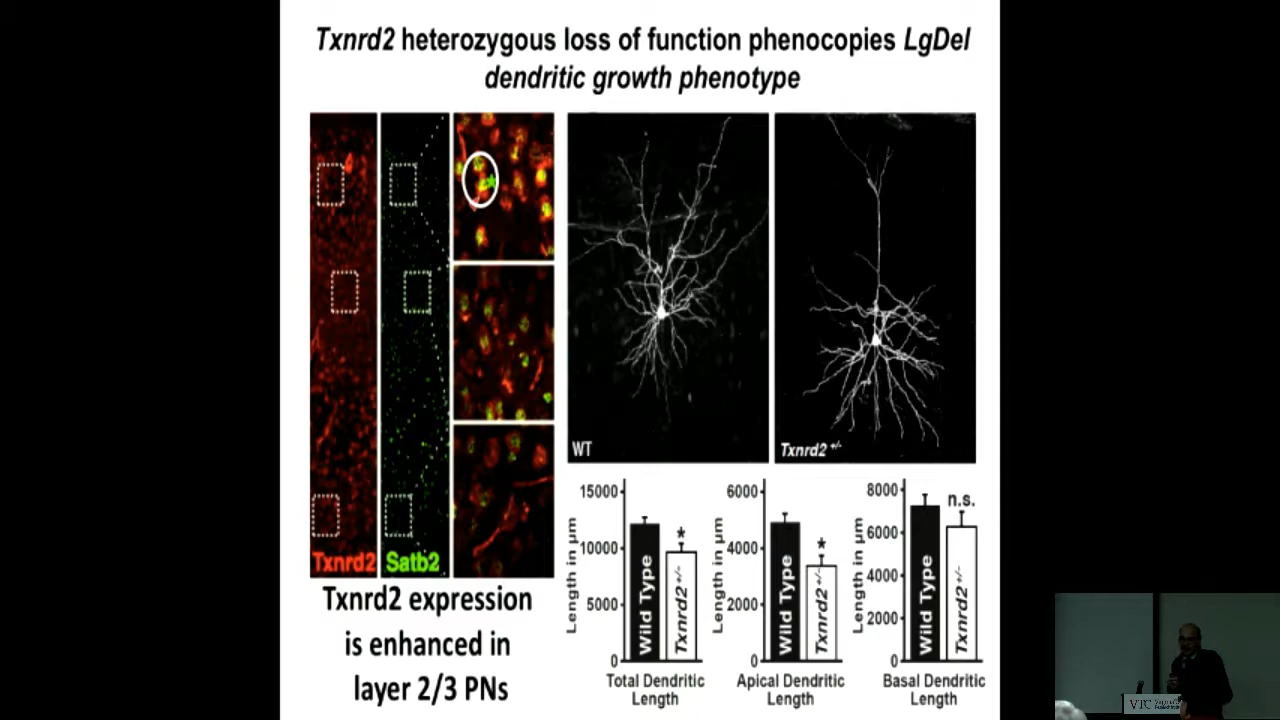 Txnrd2 heterozygous loss of function phenocopies LgDel
dendritic growth phenotype
Txnrd2
Satb2
WT
Txnrd2 +/-
Txnrd2 expression
is enhanced in
layer 2/3 PNs
15000
10000
5000
0
Length in µm
Wild Type
*
Txnrd2+/-
Total Dendritic
Length
6000
4000
2000
0
Length in µm
Wild Type
*
Txnrd2+/-
Apical Dendritic
Length
8000
6000
4000
2000
0
Length in µm
Wild Type
n.s.
Txnrd2+/-
Basal Dendritic
Length
VTC